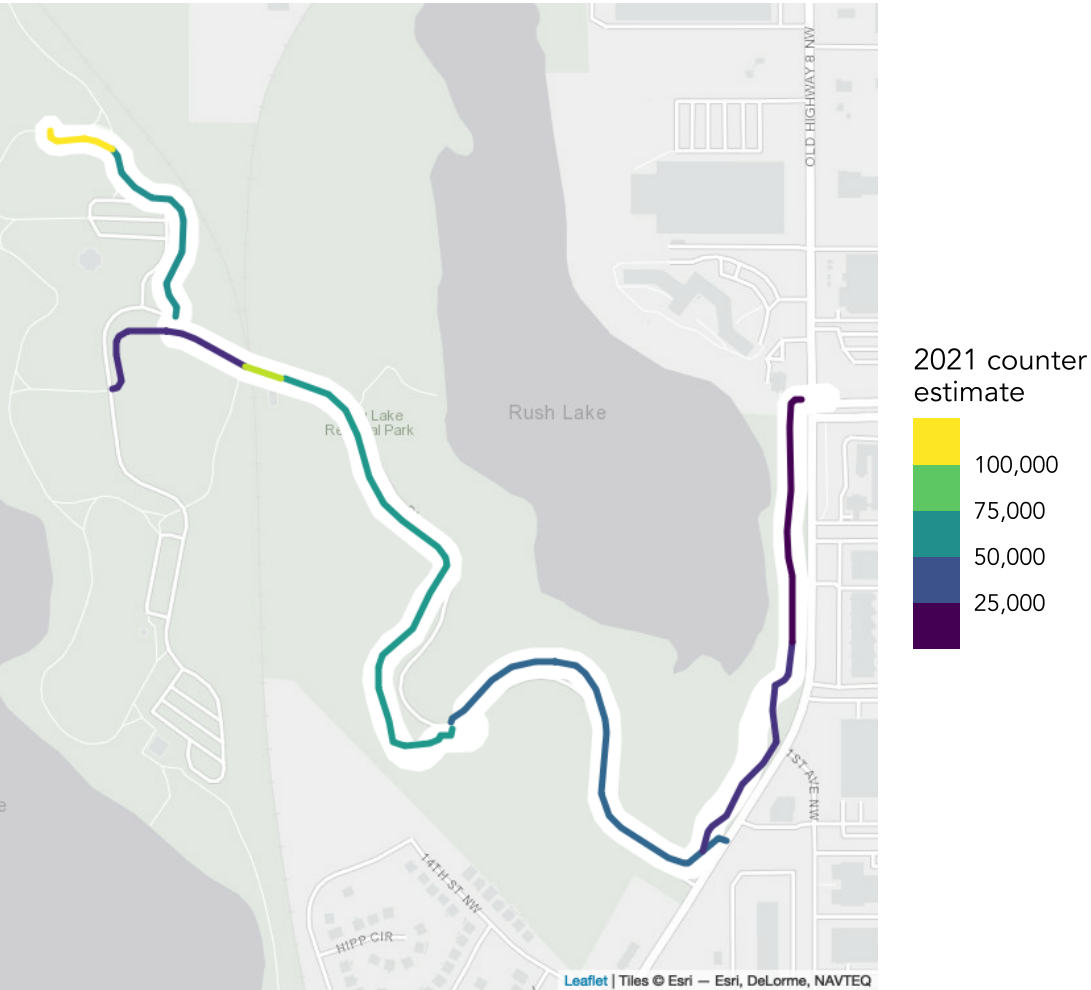 OLD HIGHWAY 8 NW
2021 counter
estimate
100,000
75,000
50,000
25,000
Rush Lake
Lake
Park
1ST AVE NW
14TH ST NW
HIPP CIR
Leaflet | Tiles © Esri — Esri, DeLorme, NAVTEQ